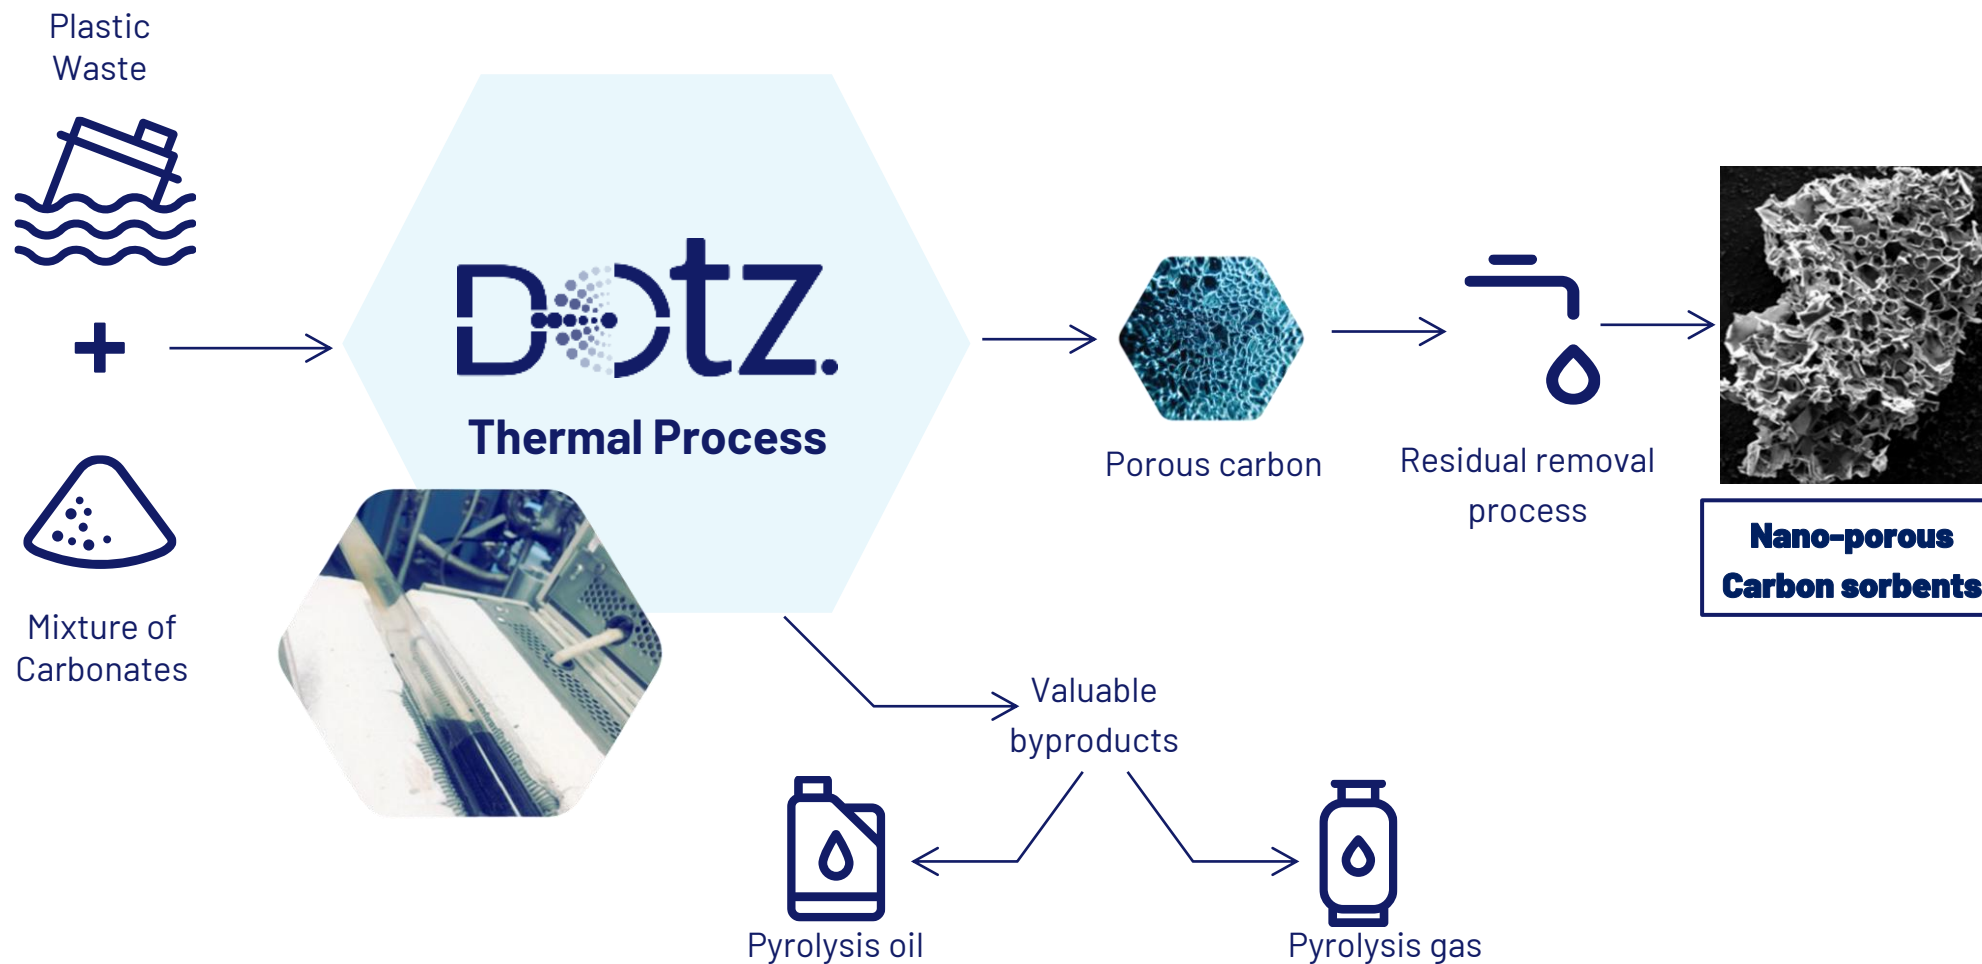 Plastic
Waste
+
Mixture of
Carbonates
Dotz.
Thermal Process
Porous carbon
Residual removal
process
Nano-porous
Carbon sorbents
Valuable
byproducts
Pyrolysis oil
Pyrolysis gas